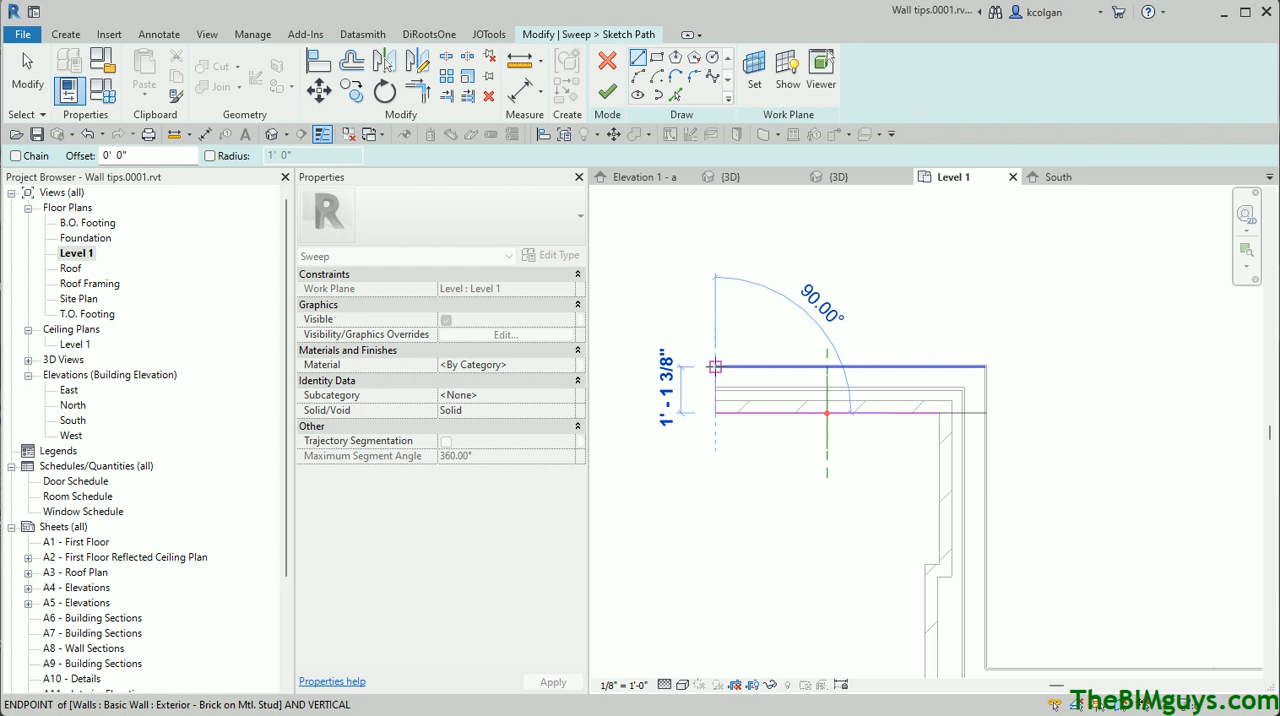 Wall tips.0001.rv...
kcolgan
File
Create
Insert
Annotate
View
Manage
Add-Ins
Datasmith
DiRootsOne
JOTools
Modify | Sweep > Sketch Path
Modify
Paste
Cut
Join
Set
Show
Viewer
Select
Properties
Clipboard
Geometry
Modify
Measure
Create
Mode
Draw
Work Plane
Chain
Offset:
0' 0"
Radius:
1' 0"
Project Browser - Wall tips.0001.rvt
Views (all)
Floor Plans
B.O. Footing
Foundation
Level 1
Roof
Roof Framing
Site Plan
T.O. Footing
Ceiling Plans
Level 1
3D Views
Elevations (Building Elevation)
East
North
South
West
Legends
Schedules/Quantities (all)
Door Schedule
Room Schedule
Window Schedule
Sheets (all)
A1 - First Floor
A2 - First Floor Reflected Ceiling Plan
A3 - Roof Plan
A4 - Elevations
A5 - Elevations
A6 - Building Sections
A7 - Building Sections
A8 - Wall Sections
A9 - Building Sections
A10 - Details
Properties
Sweep
Edit Type
Constraints
Work Plane
Level : Level 1
Graphics
Visible
Visibility/Graphics Overrides
Edit...
Materials and Finishes
Material
<By Category>
Identity Data
Subcategory
<None>
Solid/Void
Solid
Other
Trajectory Segmentation
Maximum Segment Angle
360.00°
Properties help
Apply
Elevation 1 - a
{3D}
{3D}
Level 1
South
2D
90.00°
1' - 1 3/8"
1/8" = 1'-0"
ENDPOINT of [Walls : Basic Wall : Exterior - Brick on Mtl. Stud] AND VERTICAL
TheBIMguys.com